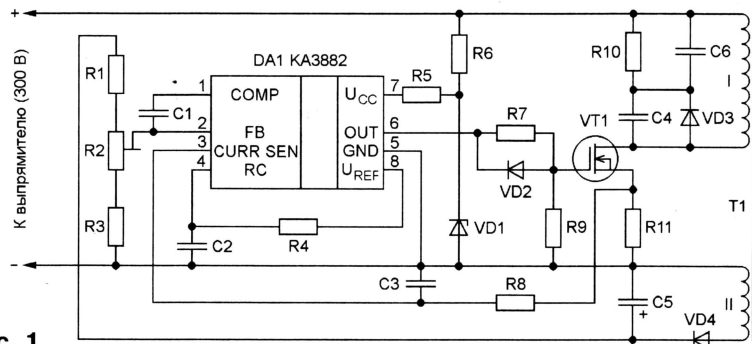 +
К выпрямителю (300 В)
-
DA1 KA3882
1 COMP
2 FB
3 CURR SEN
4 RC
UCC 7
OUT 6
GND 5
UREF 8
R1
R2
R3
C1
C2
R4
R5
R6
VD1
C3
R7
VD2
R8
R9
VT1
R10
C6
C4
VD3
I
T1
R11
C5
+
VD4
II
с. 1